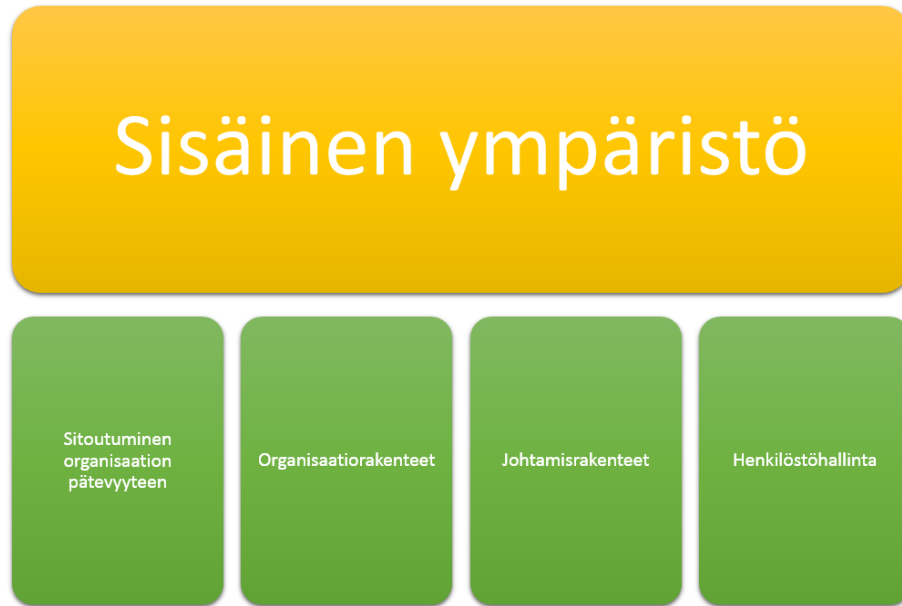 Sisäinen ympäristö
Sitoutuminen
organisaation
pätevyyteen
Organisaatiorakenteet
Johtamisrakenteet
Henkilöstöhallinta